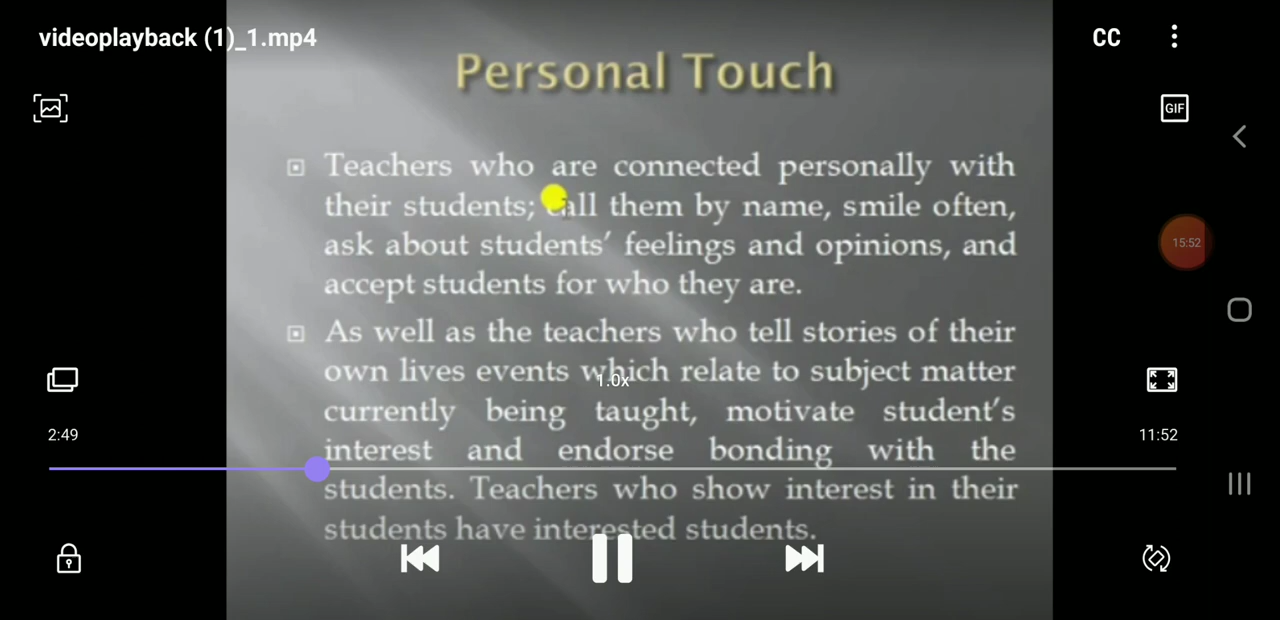 videoplayback (1)_1.mp4
CC
Personal Touch
GIF
Teachers who are connected personally with
their students; call them by name, smile often,
15:52
ask about students’ feelings and opinions, and
accept students for who they are.
As well as the teachers who tell stories of their
own lives events which relate to subject matter
1.0x
currently being taught, motivate student’s
2:49
11:52
interest and endorse bonding with the
students. Teachers who show interest in their
students have interested students.